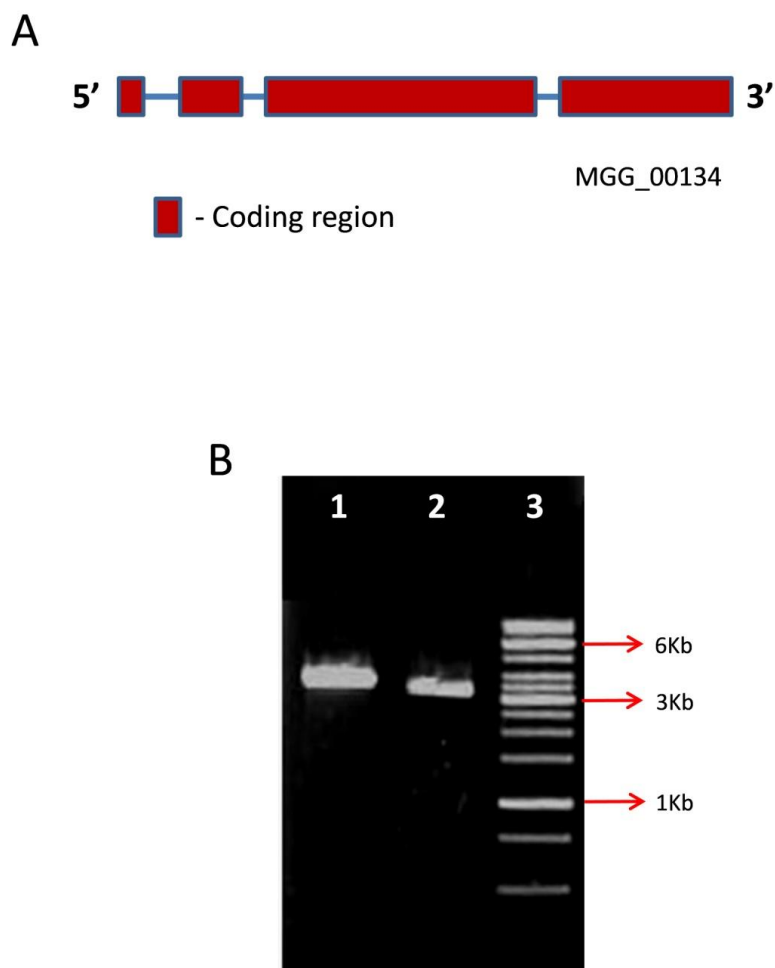 A
5’ 3’
MGG_00134
- Coding region
B
1 2 3
6Kb
3Kb
1Kb